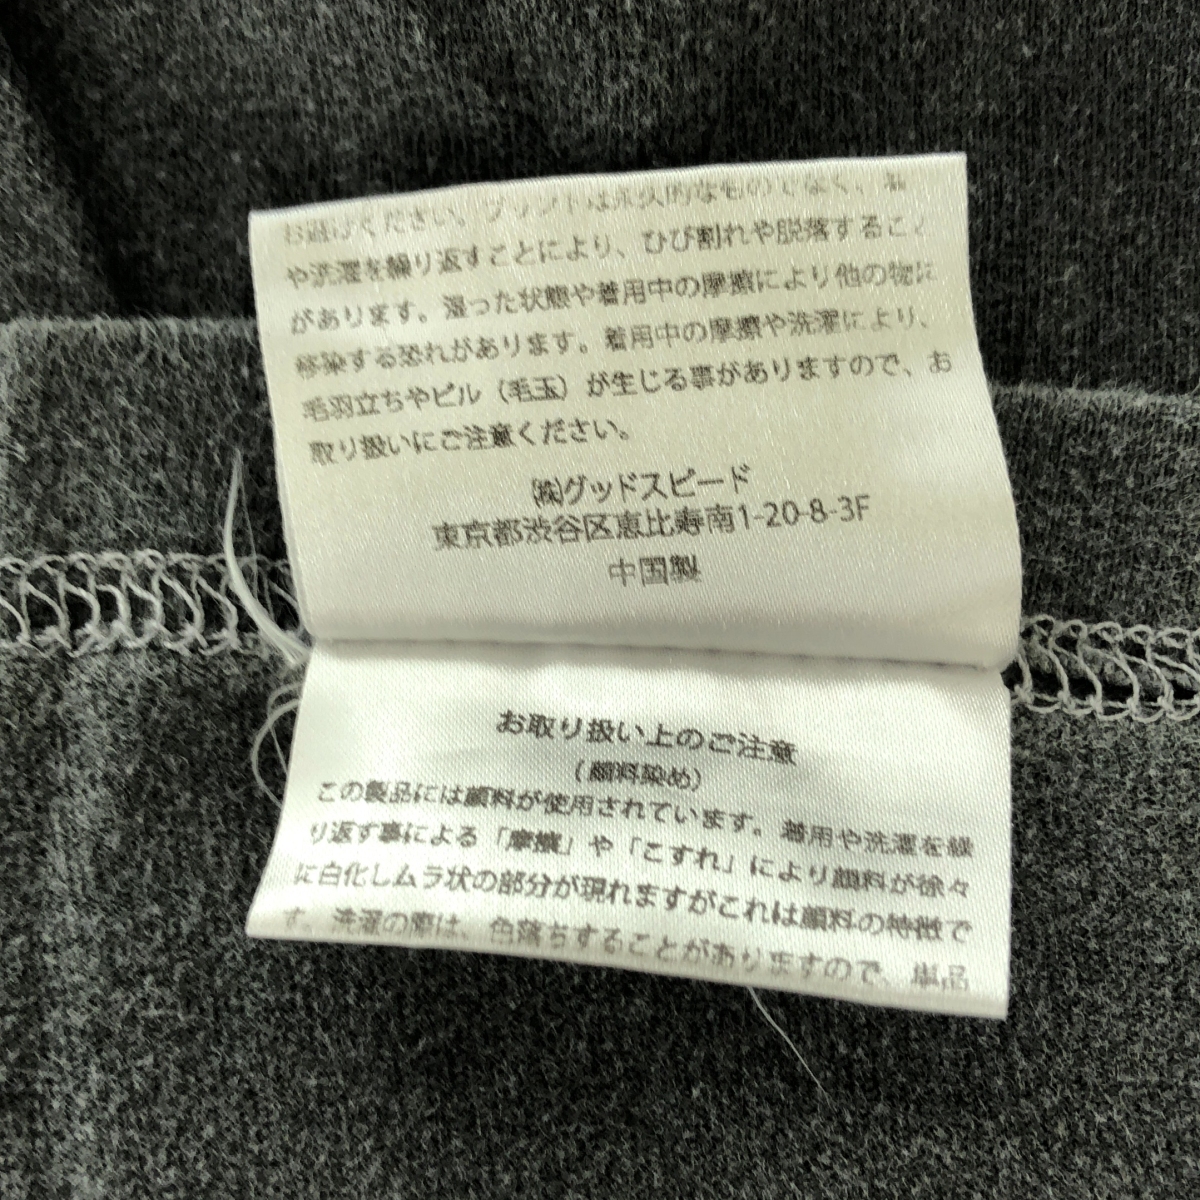 お避けください。プリントは永久的なものでなく、着
や洗濯を繰り返すことにより、ひび割れや脱落すること
があります。湿った状態や着用中の摩擦により他の物に
移染する恐れがあります。着用中の摩擦や洗濯により、
毛羽立ちやピル（毛玉）が生じる事がありますので、お
取り扱いにご注意ください。
㈱グッドスピード
東京都渋谷区恵比寿南1-20-8-3F
中国製
お取り扱い上のご注意
（顔料染め）
この製品には顔料が使用されています。着用や洗濯を繰
り返す事による「摩擦」や「こすれ」により顔料が徐々
に白化しムラ状の部分が現れますがこれは顔料の特徴で
す。洗濯の際は、色落ちすることがありますので、単品